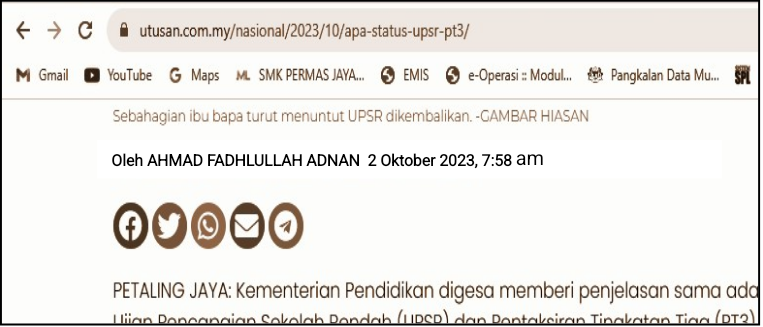 utusan.com.my/nasional/2023/10/apa-status-upsr-pt3/
Gmail YouTube Maps ML SMK PERMAS JAYA... EMIS e-Operasi :: Modul... Pangkalan Data Mu... SPL
Sebahagian ibu bapa turut menuntut UPSR dikembalikan. -GAMBAR HIASAN
Oleh AHMAD FADHLULLAH ADNAN 2 Oktober 2023, 7:58 am
PETALING JAYA: Kementerian Pendidikan digesa memberi penjelasan sama ada
Ujian Pencapaian Sekolah Rendah (UPSR) dan Pentaksiran Tingkatan Tiga (PT3)